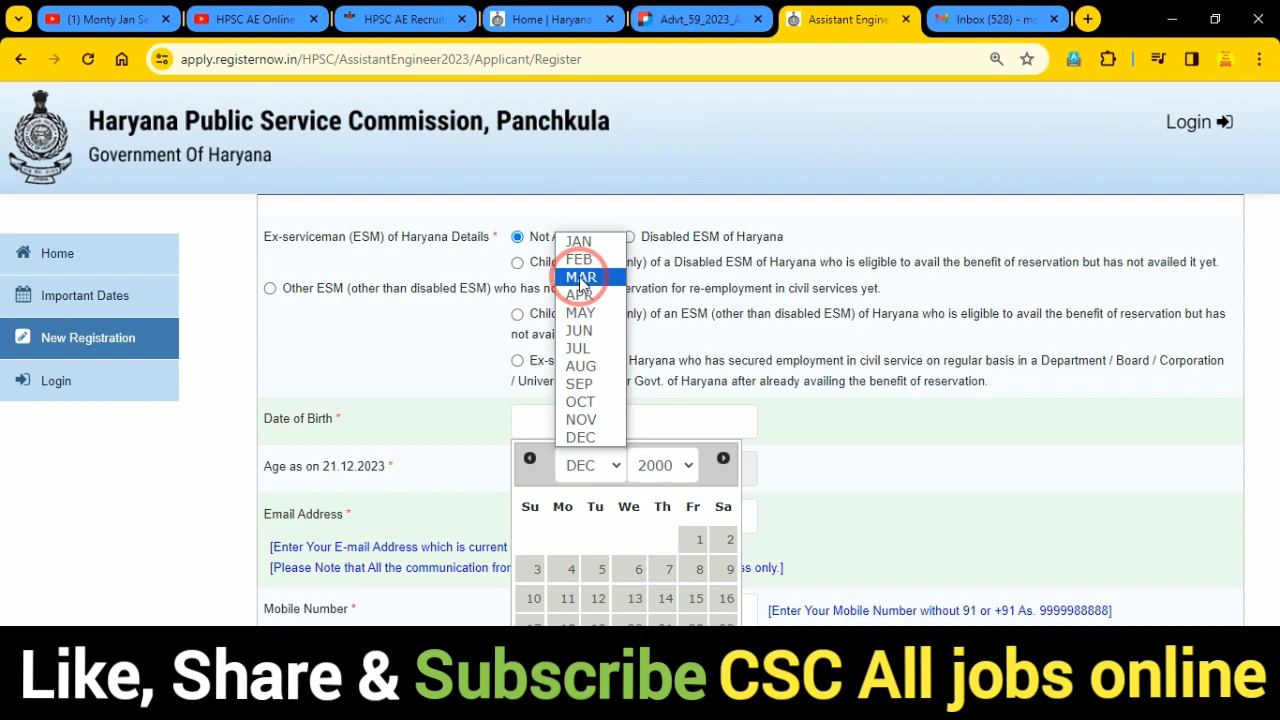 (1) Monty Jan Se
HPSC AE Online
HPSC AE Recruit
Home | Haryana
Advt_59_2023_A
Assistant Engine
Inbox (528) - mo
apply.registernow.in/HPSC/AssistantEngineer2023/Applicant/Register
Haryana Public Service Commission, Panchkula
Government Of Haryana
Login
Home
Important Dates
New Registration
Login
Ex-serviceman (ESM) of Haryana Details *
Not A
Disabled ESM of Haryana
Child
nly) of a Disabled ESM of Haryana who is eligible to avail the benefit of reservation but has not availed it yet.
Other ESM (other than disabled ESM) who has no
ervation for re-employment in civil services yet.
Child
nly) of an ESM (other than disabled ESM) of Haryana who is eligible to avail the benefit of reservation but has
not avai
Ex-s
Haryana who has secured employment in civil service on regular basis in a Department / Board / Corporation
/ Univer
r Govt. of Haryana after already availing the benefit of reservation.
JAN
FEB
MAR
APR
MAY
JUN
JUL
AUG
SEP
OCT
NOV
DEC
Date of Birth *
DEC 2000
Age as on 21.12.2023 *
Su Mo Tu We Th Fr Sa
1 2
3 4 5 6 7 8 9
10 11 12 13 14 15 16
Email Address *
[Enter Your E-mail Address which is current
[Please Note that All the communication fro
ss only.]
Mobile Number *
[Enter Your Mobile Number without 91 or +91 As. 9999988888]
Like, Share & Subscribe CSC All jobs online